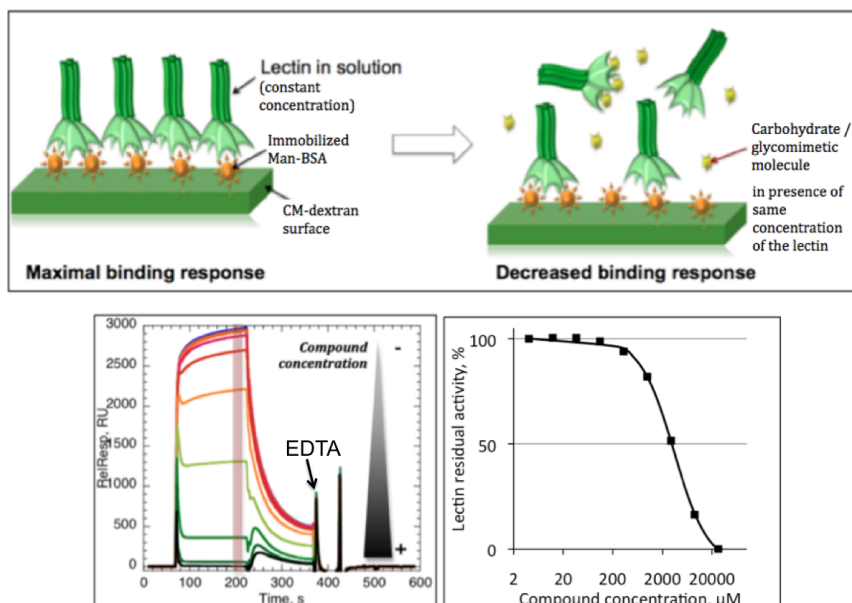 Lectin in solution
(constant
concentration)
Immobilized
Man-BSA
CM-dextran
surface
Maximal binding response
Carbohydrate /
glycomimetic
molecule
in presence of
same
concentration
of the lectin
Decreased binding response
3000
2500
2000
1500
1000
500
0
RelResp, RU
Compound
concentration
-
+
EDTA
0
100
200
300
400
500
600
Time, s
Lectin residual activity, %
100
50
0
2
20
200
2000
20000
Compound concentration, µM